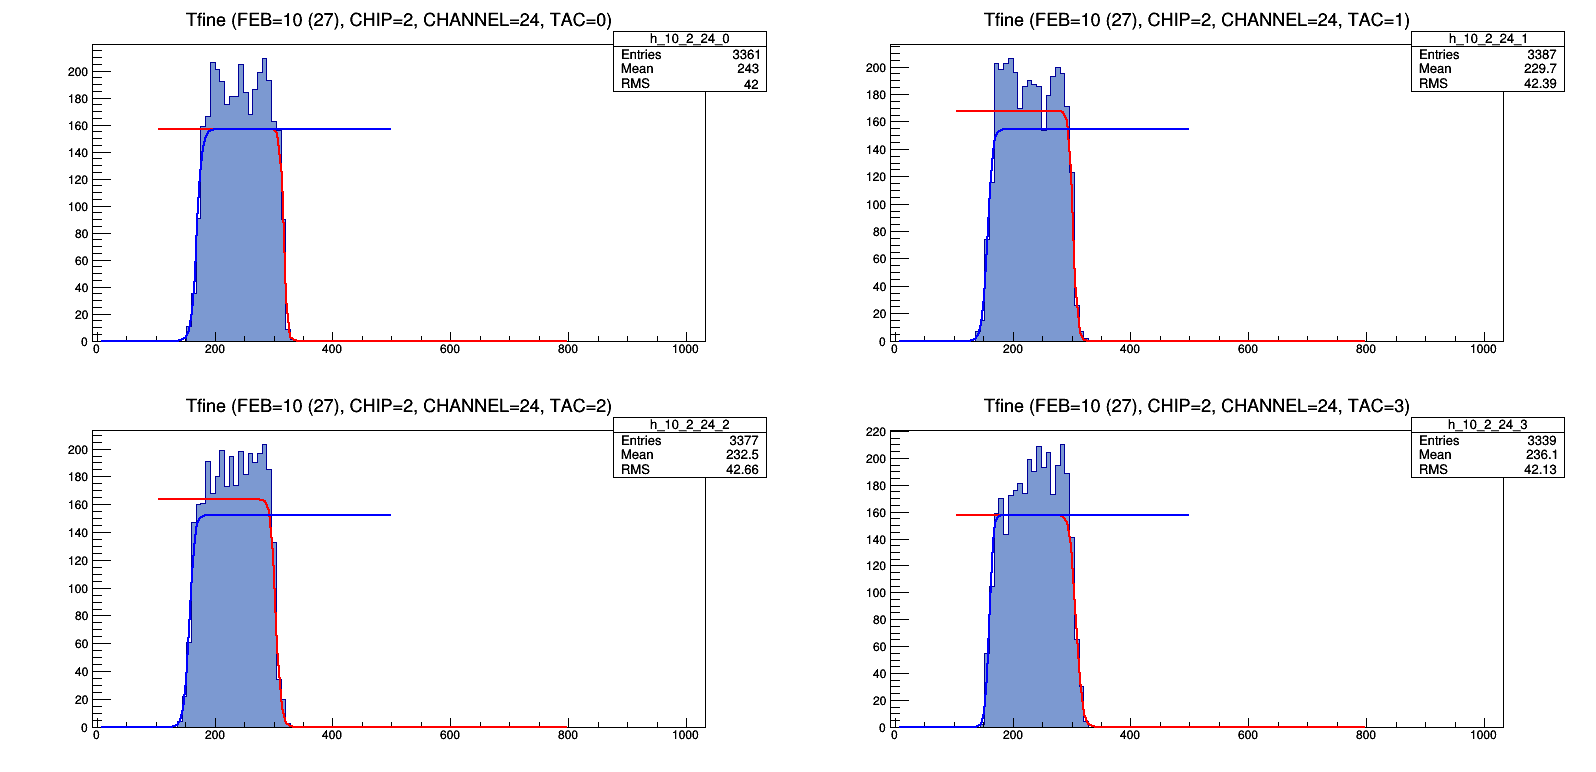 Tfine (FEB=10 (27), CHIP=2, CHANNEL=24, TAC=0)
h_10_2_24_0
Entries 3361
Mean 243
RMS 42
200
180
160
140
120
100
80
60
40
20
0
0 200 400 600 800 1000
Tfine (FEB=10 (27), CHIP=2, CHANNEL=24, TAC=1)
h_10_2_24_1
Entries 3387
Mean 229.7
RMS 42.39
200
180
160
140
120
100
80
60
40
20
0
0 200 400 600 800 1000
Tfine (FEB=10 (27), CHIP=2, CHANNEL=24, TAC=2)
h_10_2_24_2
Entries 3377
Mean 232.5
RMS 42.66
200
180
160
140
120
100
80
60
40
20
0
0 200 400 600 800 1000
Tfine (FEB=10 (27), CHIP=2, CHANNEL=24, TAC=3)
h_10_2_24_3
Entries 3339
Mean 236.1
RMS 42.13
220
200
180
160
140
120
100
80
60
40
20
0
0 200 400 600 800 1000